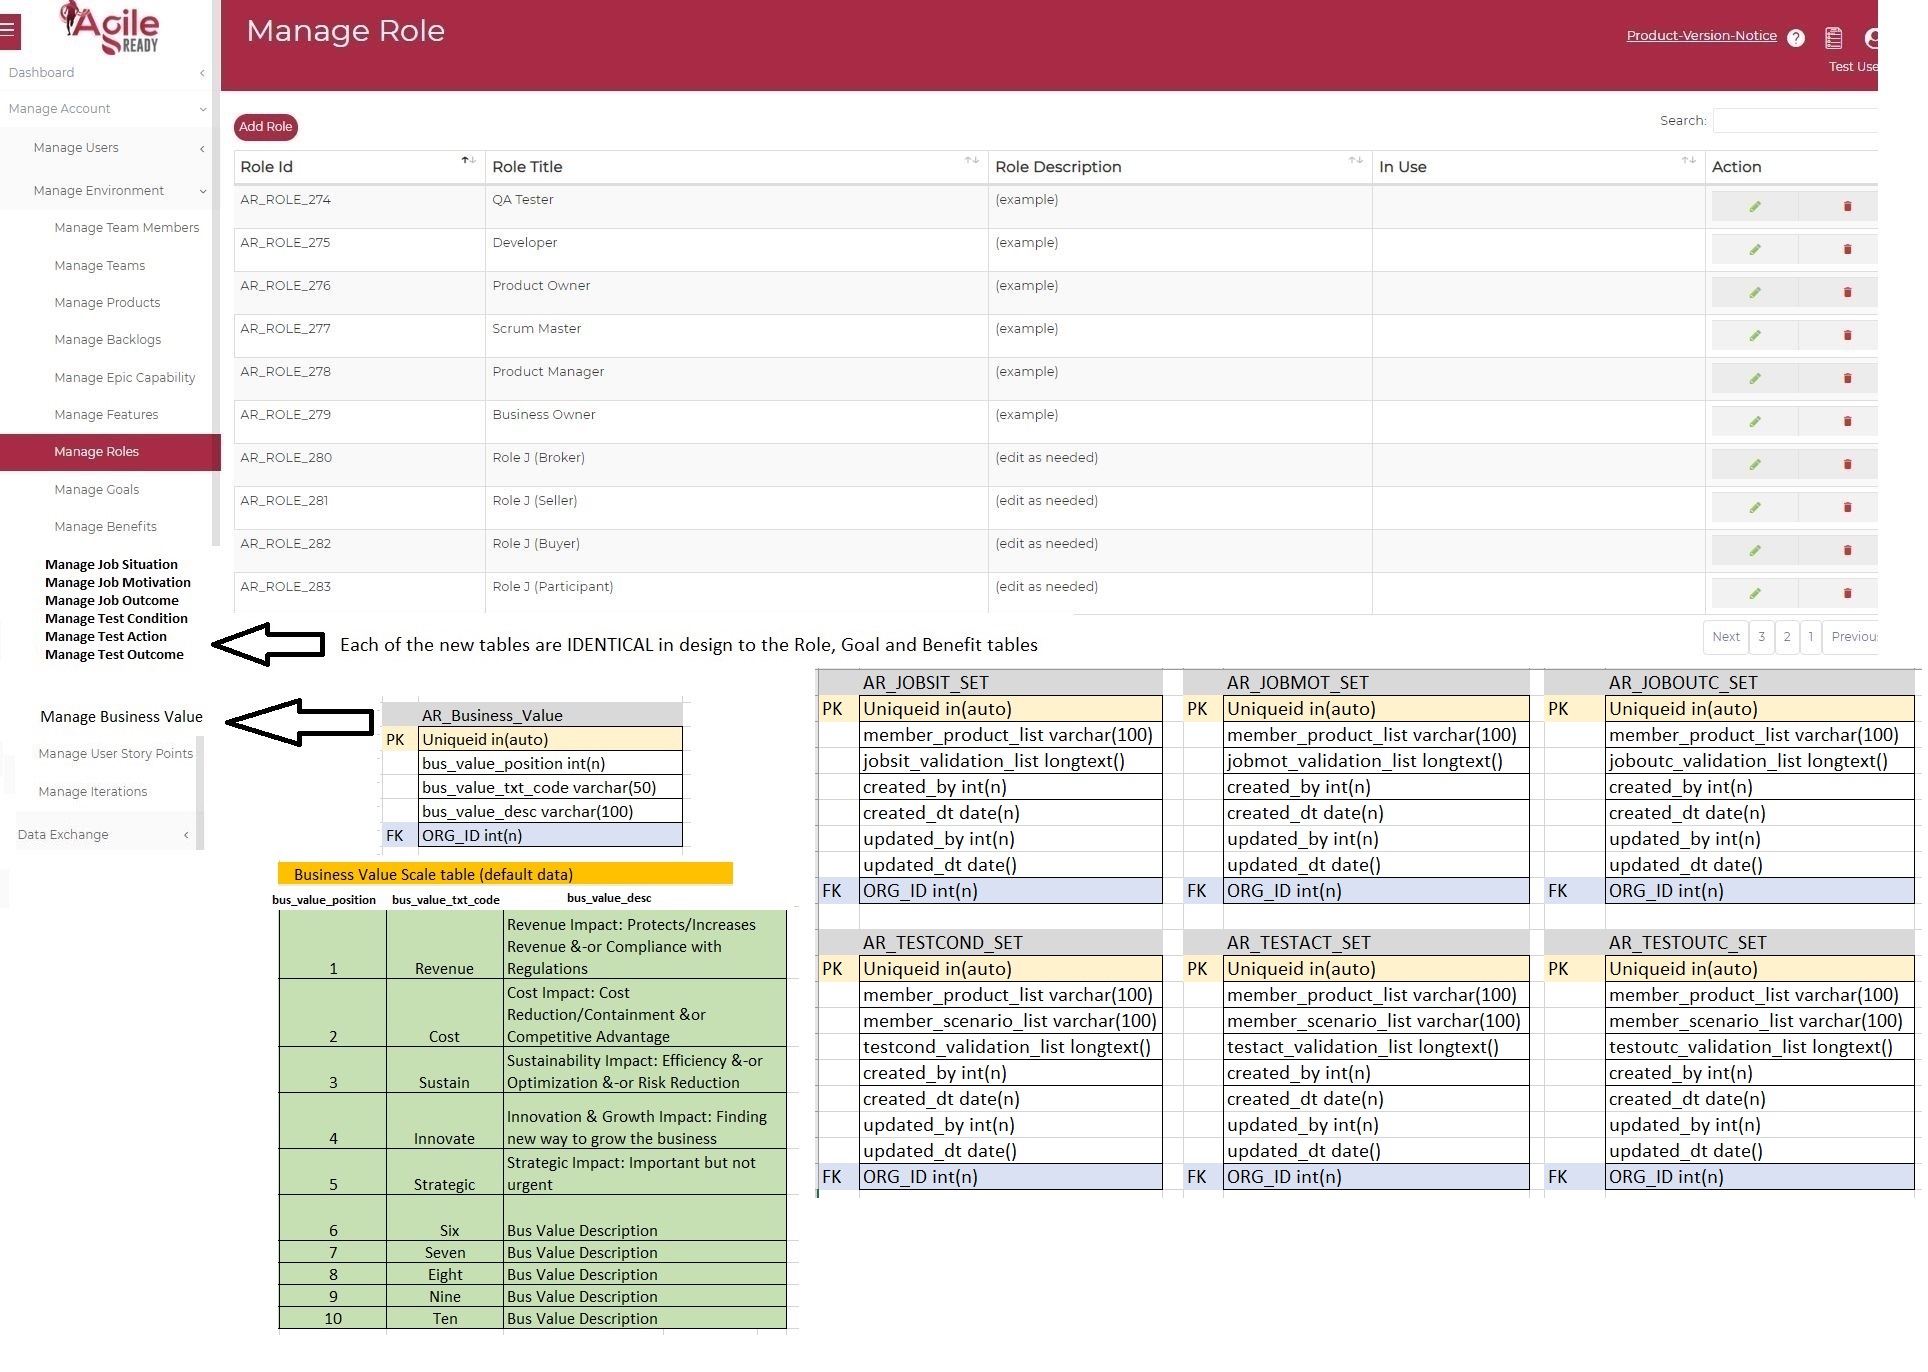 Agile
READY
Manage Role
Product-Version-Notice
?
Test Use
Dashboard
Manage Account
Manage Users
Manage Environment
Manage Team Members
Manage Teams
Manage Products
Manage Backlogs
Manage Epic Capability
Manage Features
Manage Roles
Manage Goals
Manage Benefits
Manage Job Situation
Manage Job Motivation
Manage Job Outcome
Manage Test Condition
Manage Test Action
Manage Test Outcome
Manage Business Value
Manage User Story Points
Manage Iterations
Data Exchange
Add Role
Search:
Role Id Role Title Role Description In Use Action
AR_ROLE_274 QA Tester (example)
AR_ROLE_275 Developer (example)
AR_ROLE_276 Product Owner (example)
AR_ROLE_277 Scrum Master (example)
AR_ROLE_278 Product Manager (example)
AR_ROLE_279 Business Owner (example)
AR_ROLE_280 Role J (Broker) (edit as needed)
AR_ROLE_281 Role J (Seller) (edit as needed)
AR_ROLE_282 Role J (Buyer) (edit as needed)
AR_ROLE_283 Role J (Participant) (edit as needed)
Next 3 2 1 Previou
Each of the new tables are IDENTICAL in design to the Role, Goal and Benefit tables
AR_Business_Value
PK Uniqueid in(auto)
bus_value_position int(n)
bus_value_txt_code varchar(50)
bus_value_desc varchar(100)
FK ORG_ID int(n)
Business Value Scale table (default data)
bus_value_position bus_value_txt_code bus_value_desc
Revenue Impact: Protects/Increases
Revenue &-or Compliance with
1 Revenue Regulations
Cost Impact: Cost
Reduction/Containment &or
2 Cost Competitive Advantage
Sustainability Impact: Efficiency &-or
3 Sustain Optimization &-or Risk Reduction
Innovation & Growth Impact: Finding
4 Innovate new way to grow the business
Strategic Impact: Important but not
5 Strategic urgent
6 Six Bus Value Description
7 Seven Bus Value Description
8 Eight Bus Value Description
9 Nine Bus Value Description
10 Ten Bus Value Description
AR_JOBSIT_SET
PK Uniqueid in(auto)
member_product_list varchar(100)
jobsit_validation_list longtext()
created_by int(n)
created_dt date(n)
updated_by int(n)
updated_dt date()
FK ORG_ID int(n)
AR_JOBMOT_SET
PK Uniqueid in(auto)
member_product_list varchar(100)
jobmot_validation_list longtext()
created_by int(n)
created_dt date(n)
updated_by int(n)
updated_dt date()
FK ORG_ID int(n)
AR_JOBOUTC_SET
PK Uniqueid in(auto)
member_product_list varchar(100)
joboutc_validation_list longtext()
created_by int(n)
created_dt date(n)
updated_by int(n)
updated_dt date()
FK ORG_ID int(n)
AR_TESTCOND_SET
PK Uniqueid in(auto)
member_product_list varchar(100)
member_scenario_list varchar(100)
testcond_validation_list longtext()
created_by int(n)
created_dt date(n)
updated_by int(n)
updated_dt date()
FK ORG_ID int(n)
AR_TESTACT_SET
PK Uniqueid in(auto)
member_product_list varchar(100)
member_scenario_list varchar(100)
testact_validation_list longtext()
created_by int(n)
created_dt date(n)
updated_by int(n)
updated_dt date()
FK ORG_ID int(n)
AR_TESTOUTC_SET
PK Uniqueid in(auto)
member_product_list varchar(100)
member_scenario_list varchar(100)
testoutc_validation_list longtext()
created_by int(n)
created_dt date(n)
updated_by int(n)
updated_dt date()
FK ORG_ID int(n)